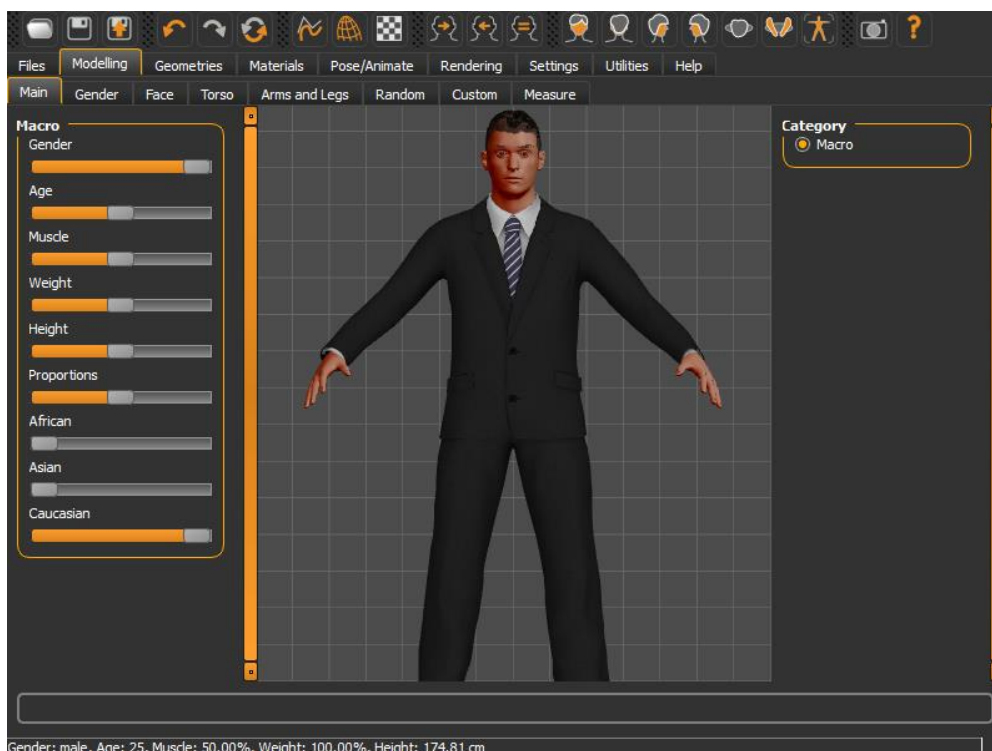 Files Modelling Geometries Materials Pose/Animate Rendering Settings Utilities Help
Main Gender Face Torso Arms and Legs Random Custom Measure
Macro
Gender
Age
Muscle
Weight
Height
Proportions
African
Asian
Caucasian
Category
Macro
Gender: male, Age: 25, Muscle: 50.00%, Weight: 100.00%, Height: 174.81 cm